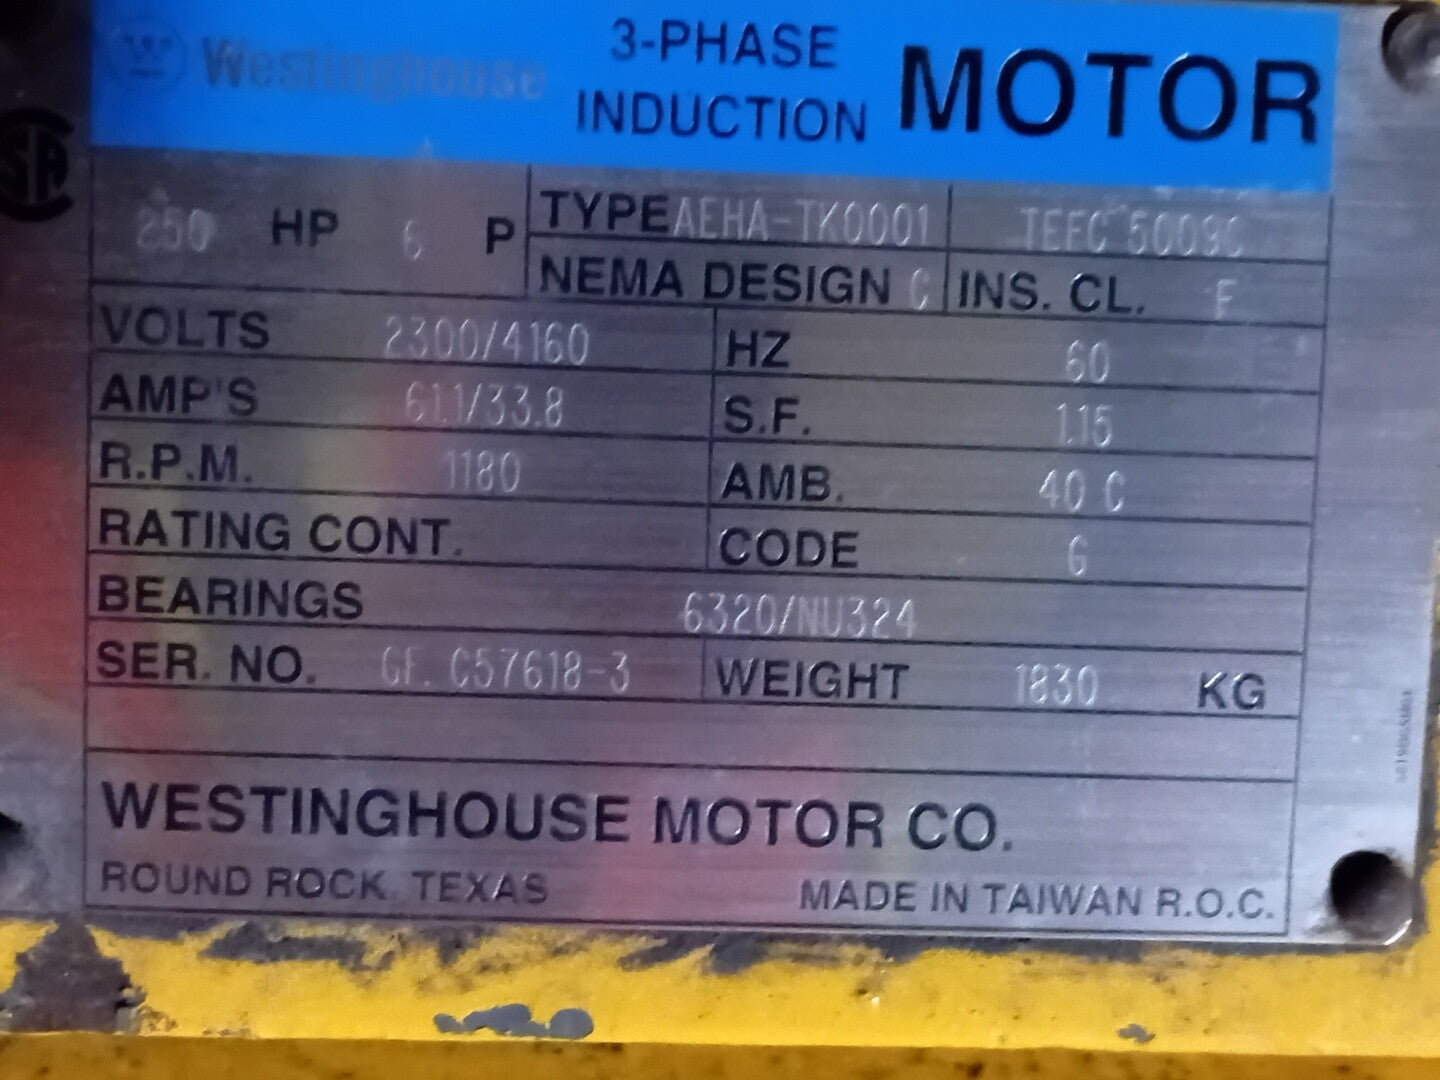 Westinghouse
3-PHASE
INDUCTION
MOTOR
SA
250 HP 6 P
TYPE AEHA-TK0001
TEFC 5009C
NEMA DESIGN C
INS. CL. F
VOLTS 2300/4160
HZ 60
AMP'S 61.1/33.8
S.F. 1.15
R.P.M. 1180
AMB. 40 C
RATING CONT.
CODE G
BEARINGS 6320/NU324
SER. NO. GF. C57618-3
WEIGHT 1830 KG
WESTINGHOUSE MOTOR CO.
ROUND ROCK, TEXAS
MADE IN TAIWAN R.O.C.